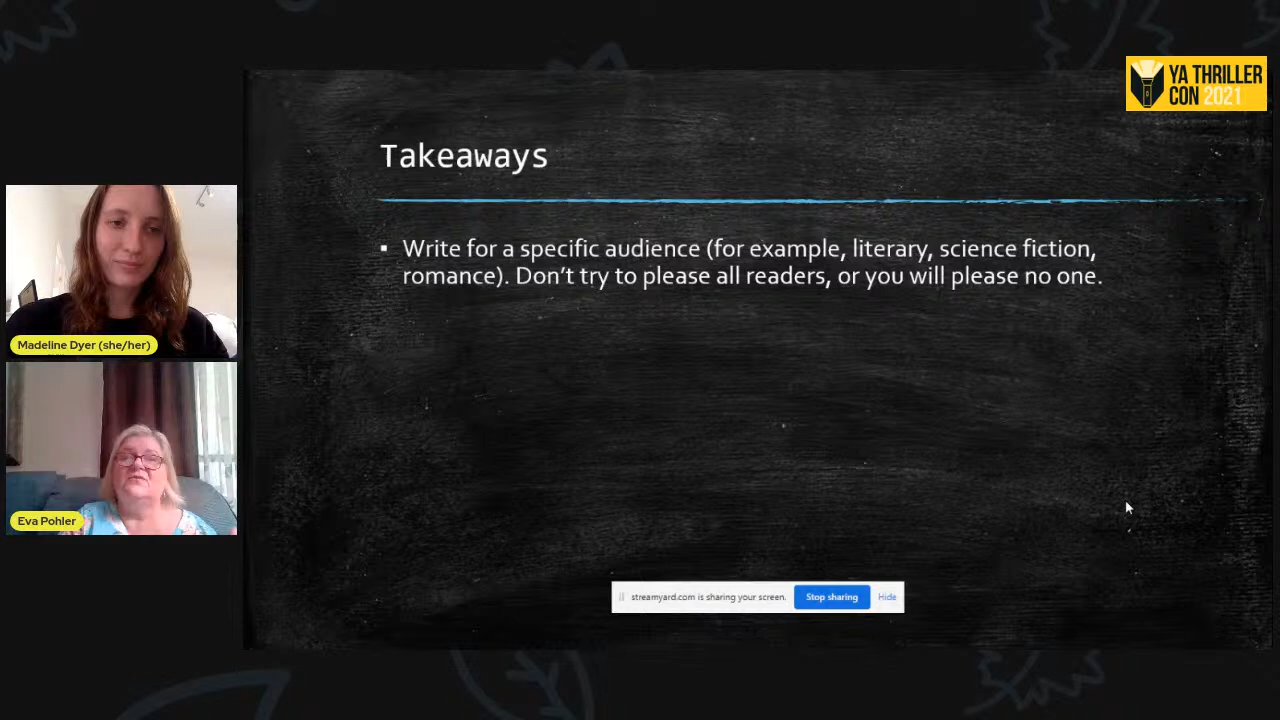 YA THRILLER
CON 2021
Takeaways
▪ Write for a specific audience (for example, literary, science fiction,
romance). Don’t try to please all readers, or you will please no one.
Madeline Dyer (she/her)
Eva Pohler
streamyard.com is sharing your screen.
Stop sharing
Hide